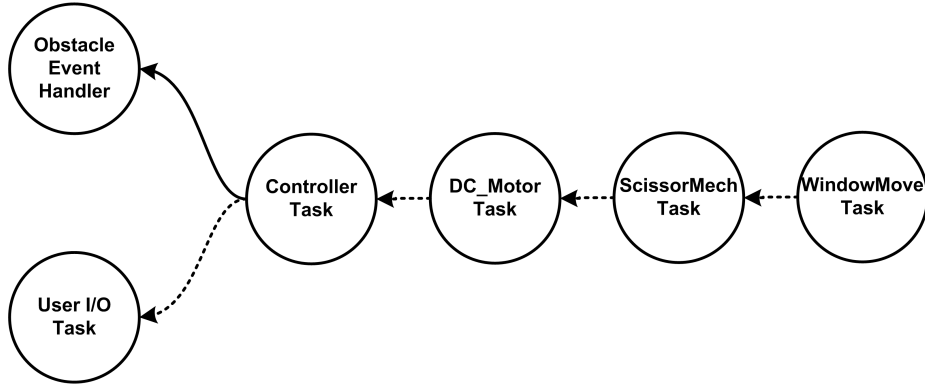 Obstacle
Event
Handler
Controller
Task
DC_Motor
Task
ScissorMech
Task
WindowMove
Task
User I/O
Task